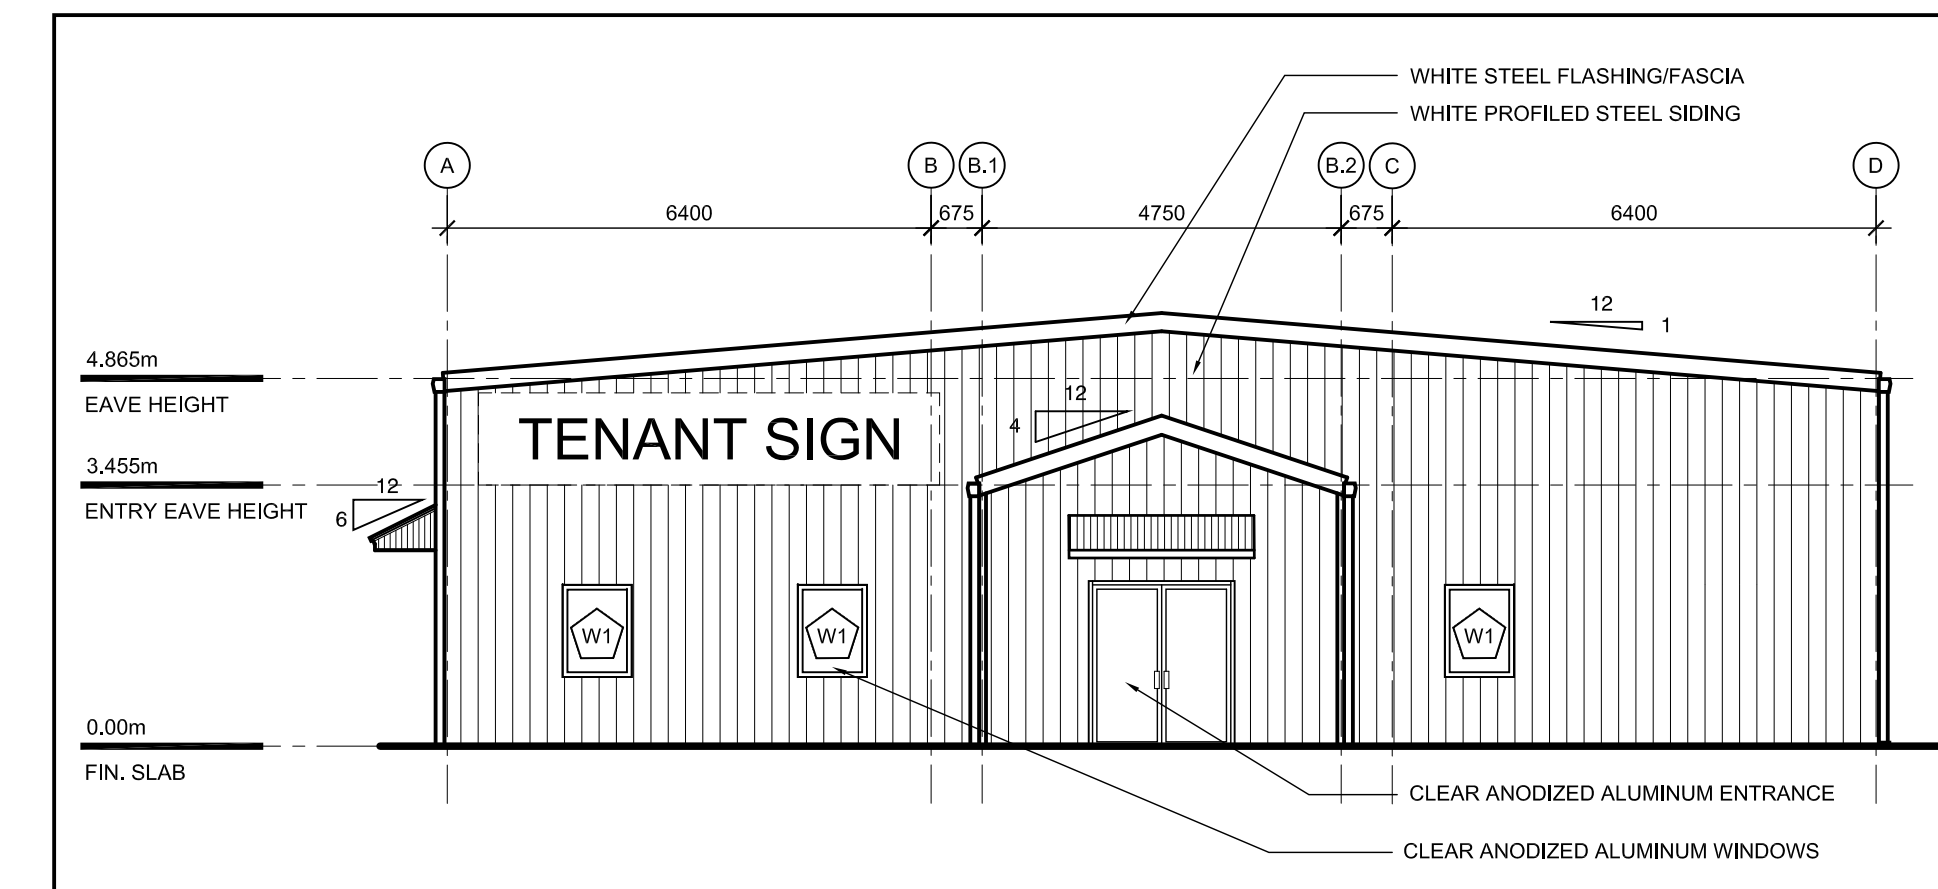 WHITE STEEL FLASHING/FASCIA
WHITE PROFILED STEEL SIDING
A B B.1 B.2 C D
6400 675 4750 675 6400
12
1
4.865m
EAVE HEIGHT
12
4
TENANT SIGN
3.455m
ENTRY EAVE HEIGHT
12
6
W1 W1 W1
0.00m
FIN. SLAB
CLEAR ANODIZED ALUMINUM ENTRANCE
CLEAR ANODIZED ALUMINUM WINDOWS